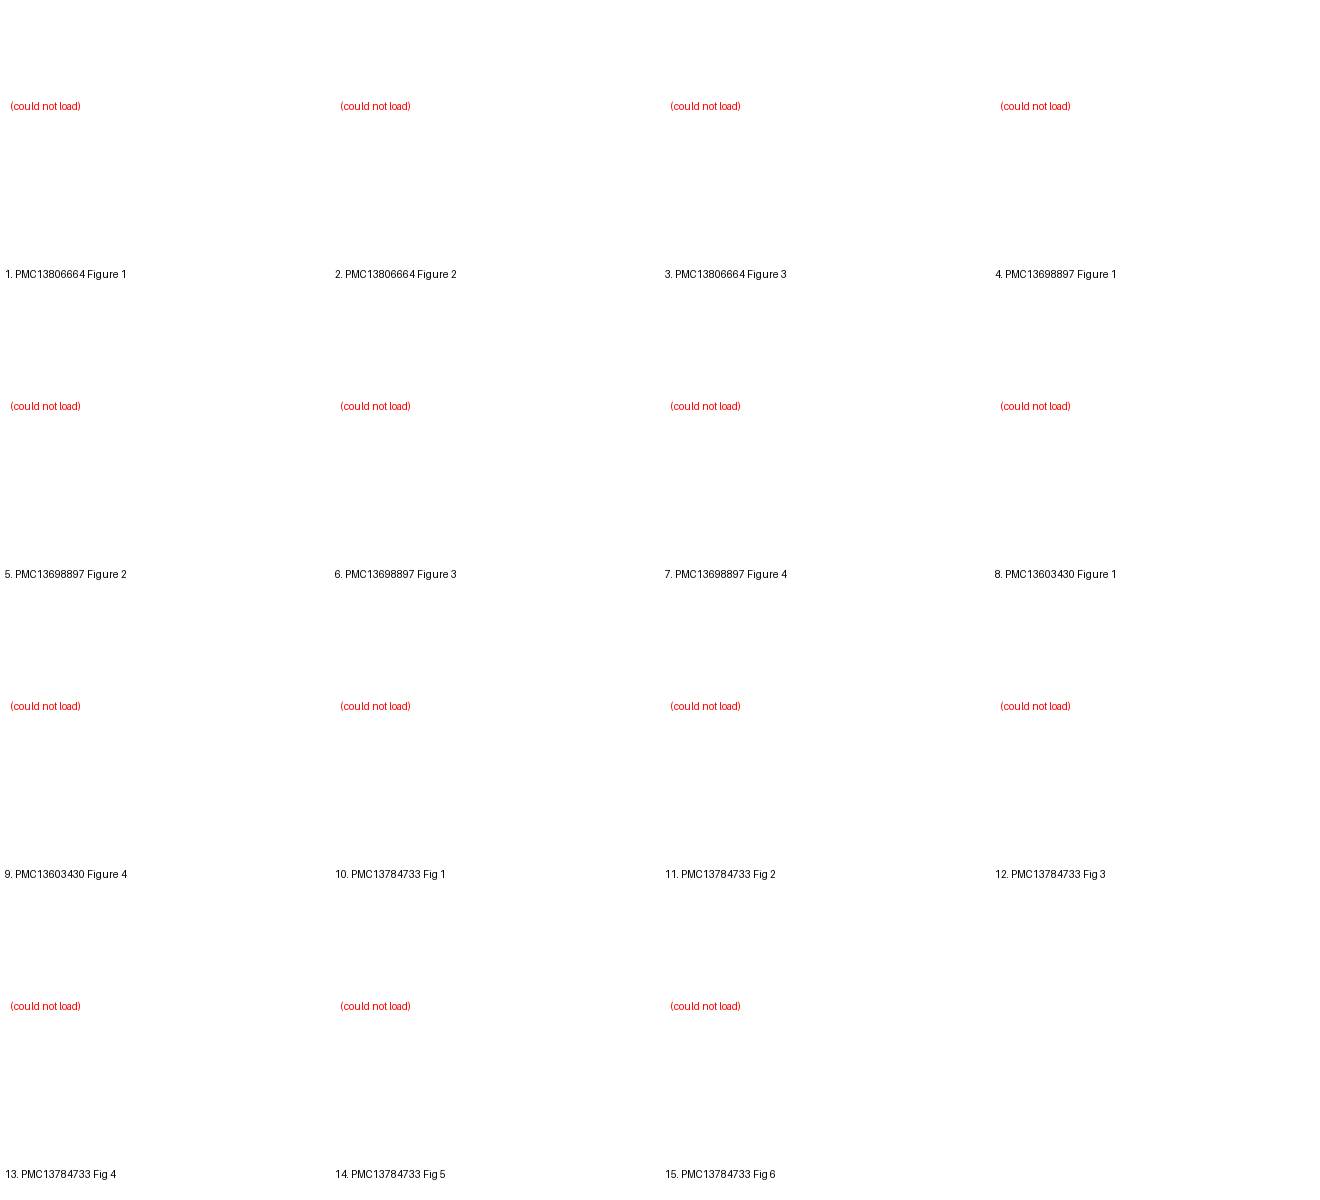 (could not load) (could not load) (could not load) (could not load)
1. PMC13806664 Figure 1 2. PMC13806664 Figure 2 3. PMC13806664 Figure 3 4. PMC13698897 Figure 1
(could not load) (could not load) (could not load) (could not load)
5. PMC13698897 Figure 2 6. PMC13698897 Figure 3 7. PMC13698897 Figure 4 8. PMC13603430 Figure 1
(could not load) (could not load) (could not load) (could not load)
9. PMC13603430 Figure 4 10. PMC13784733 Fig 1 11. PMC13784733 Fig 2 12. PMC13784733 Fig 3
(could not load) (could not load) (could not load)
13. PMC13784733 Fig 4 14. PMC13784733 Fig 5 15. PMC13784733 Fig 6